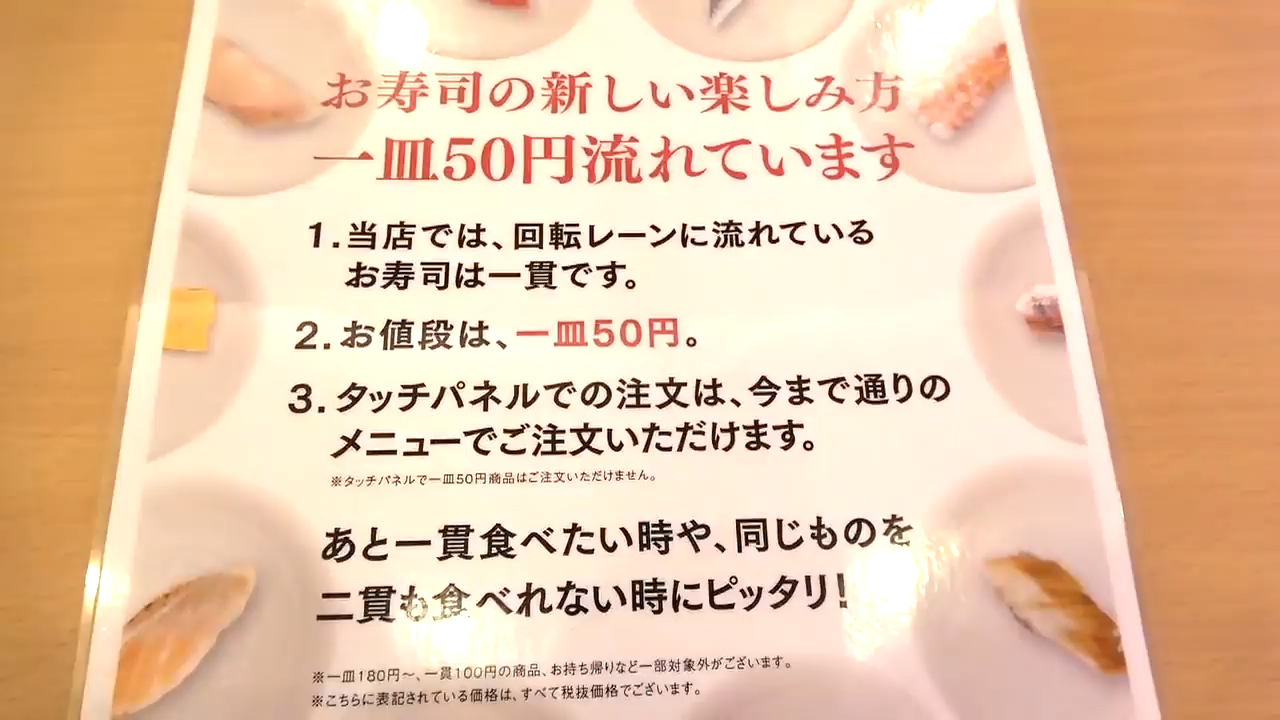 お寿司の新しい楽しみ方
一皿50円流れています
1.当店では、回転レーンに流れている
お寿司は一貫です。
2.お値段は、一皿50円。
3.タッチパネルでの注文は、今まで通りの
メニューでご注文いただけます。
※タッチパネルで一皿50円商品はご注文いただけません。
あと一貫食べたい時や、同じものを
二貫も食べれない時にピッタリ!
※一皿180円〜、一貫100円の商品、お持ち帰りなど一部対象外がございます。
※こちらに表記されている価格は、すべて税抜価格でございます。